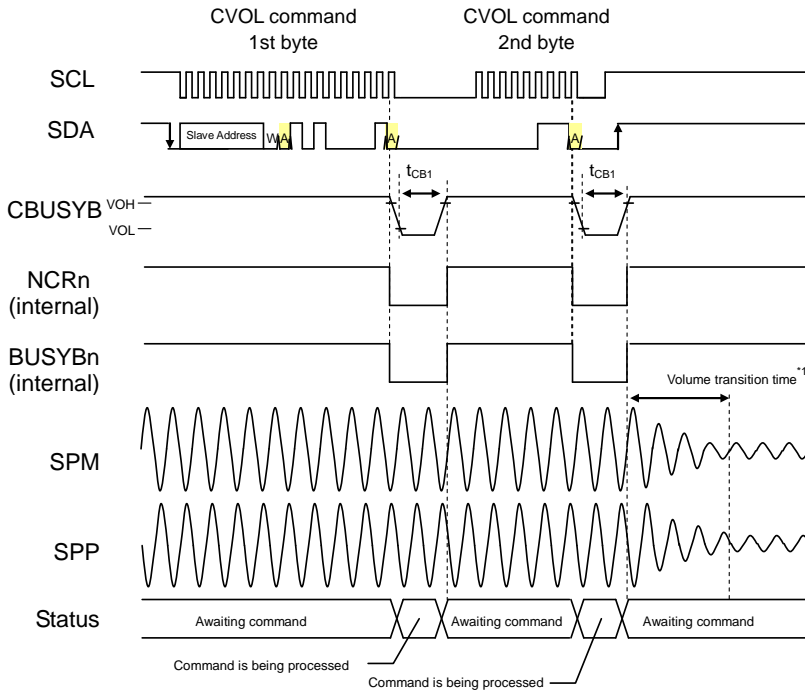 CVOL command
1st byte
CVOL command
2nd byte
SCL
SDA
Slave Address
W
A
A
A
tCB1
tCB1
CBUSYB
VOH
VOL
NCRn
(internal)
BUSYBn
(internal)
Volume transition time*1
SPM
SPP
Status
Awaiting command
Awaiting command
Awaiting command
Command is being processed
Command is being processed